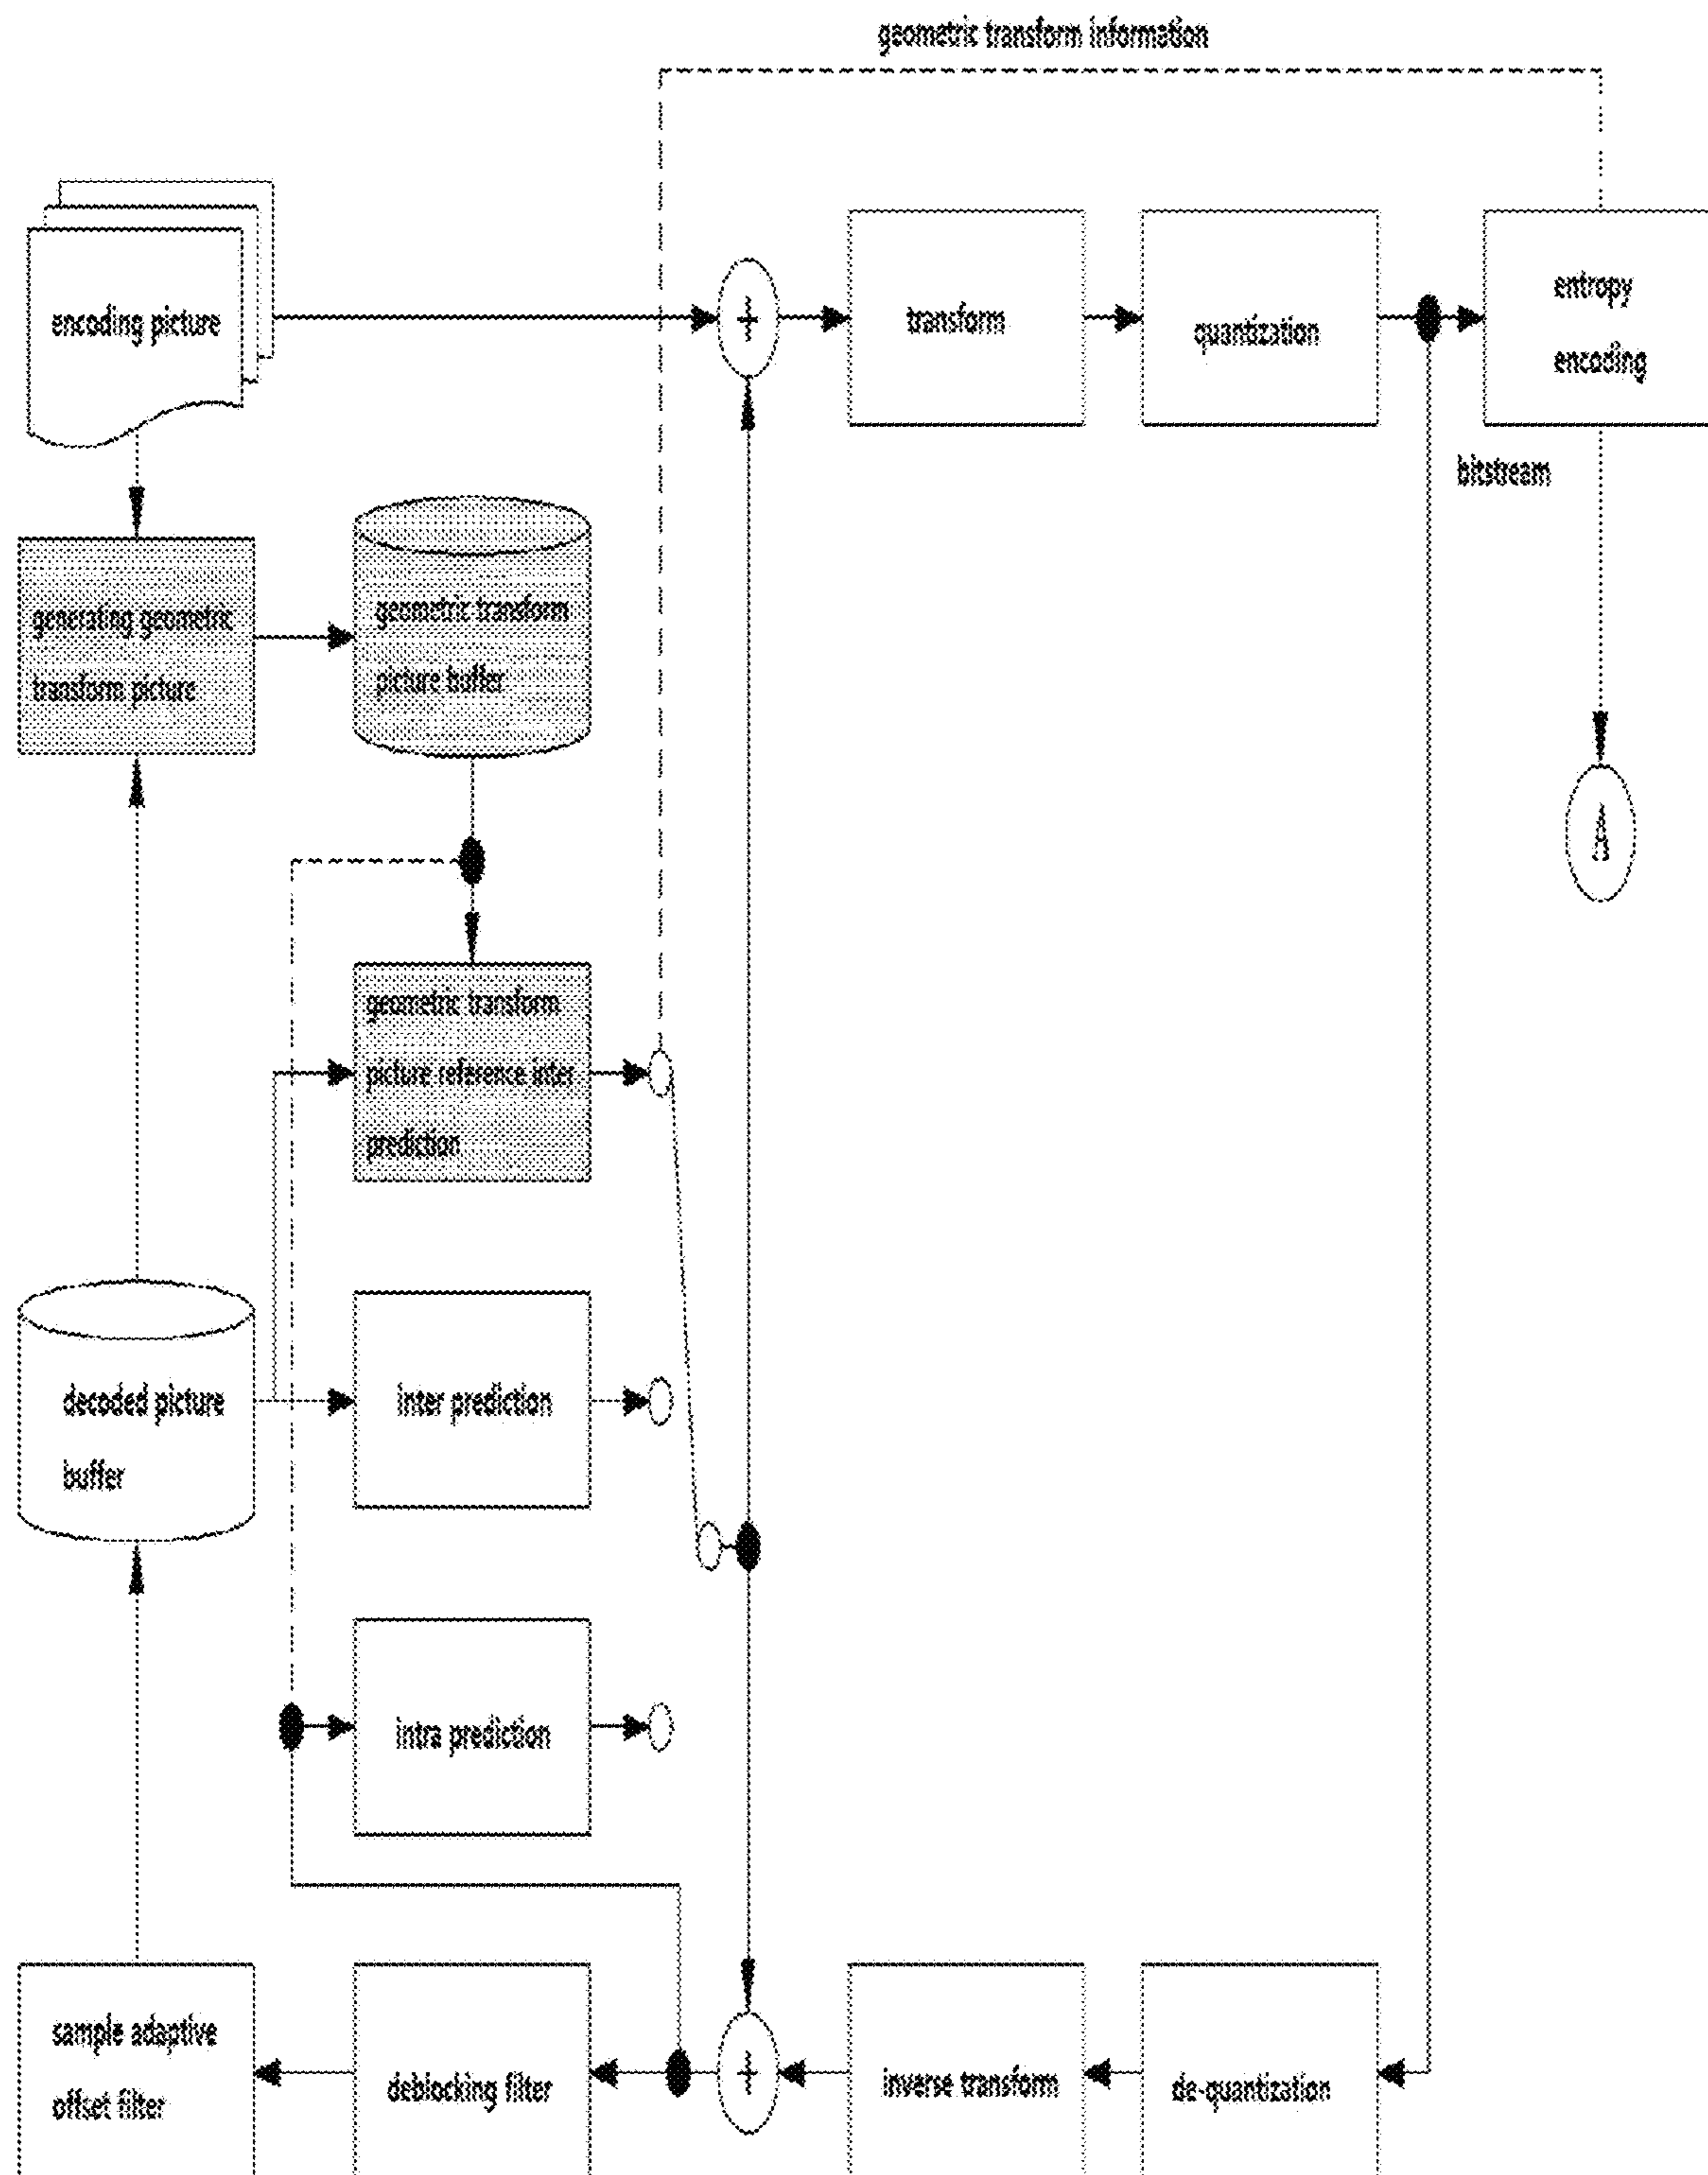 geometric transform information
encoding picture
+
transform
quantization
entropy
encoding
bitstream
generating geometric
transform picture
geometric transform
picture buffer
A
geometric transform
picture reference inter
prediction
decoded picture
buffer
inter prediction
intra prediction
sample adaptive
offset filter
deblocking filter
+
inverse transform
de-quantization